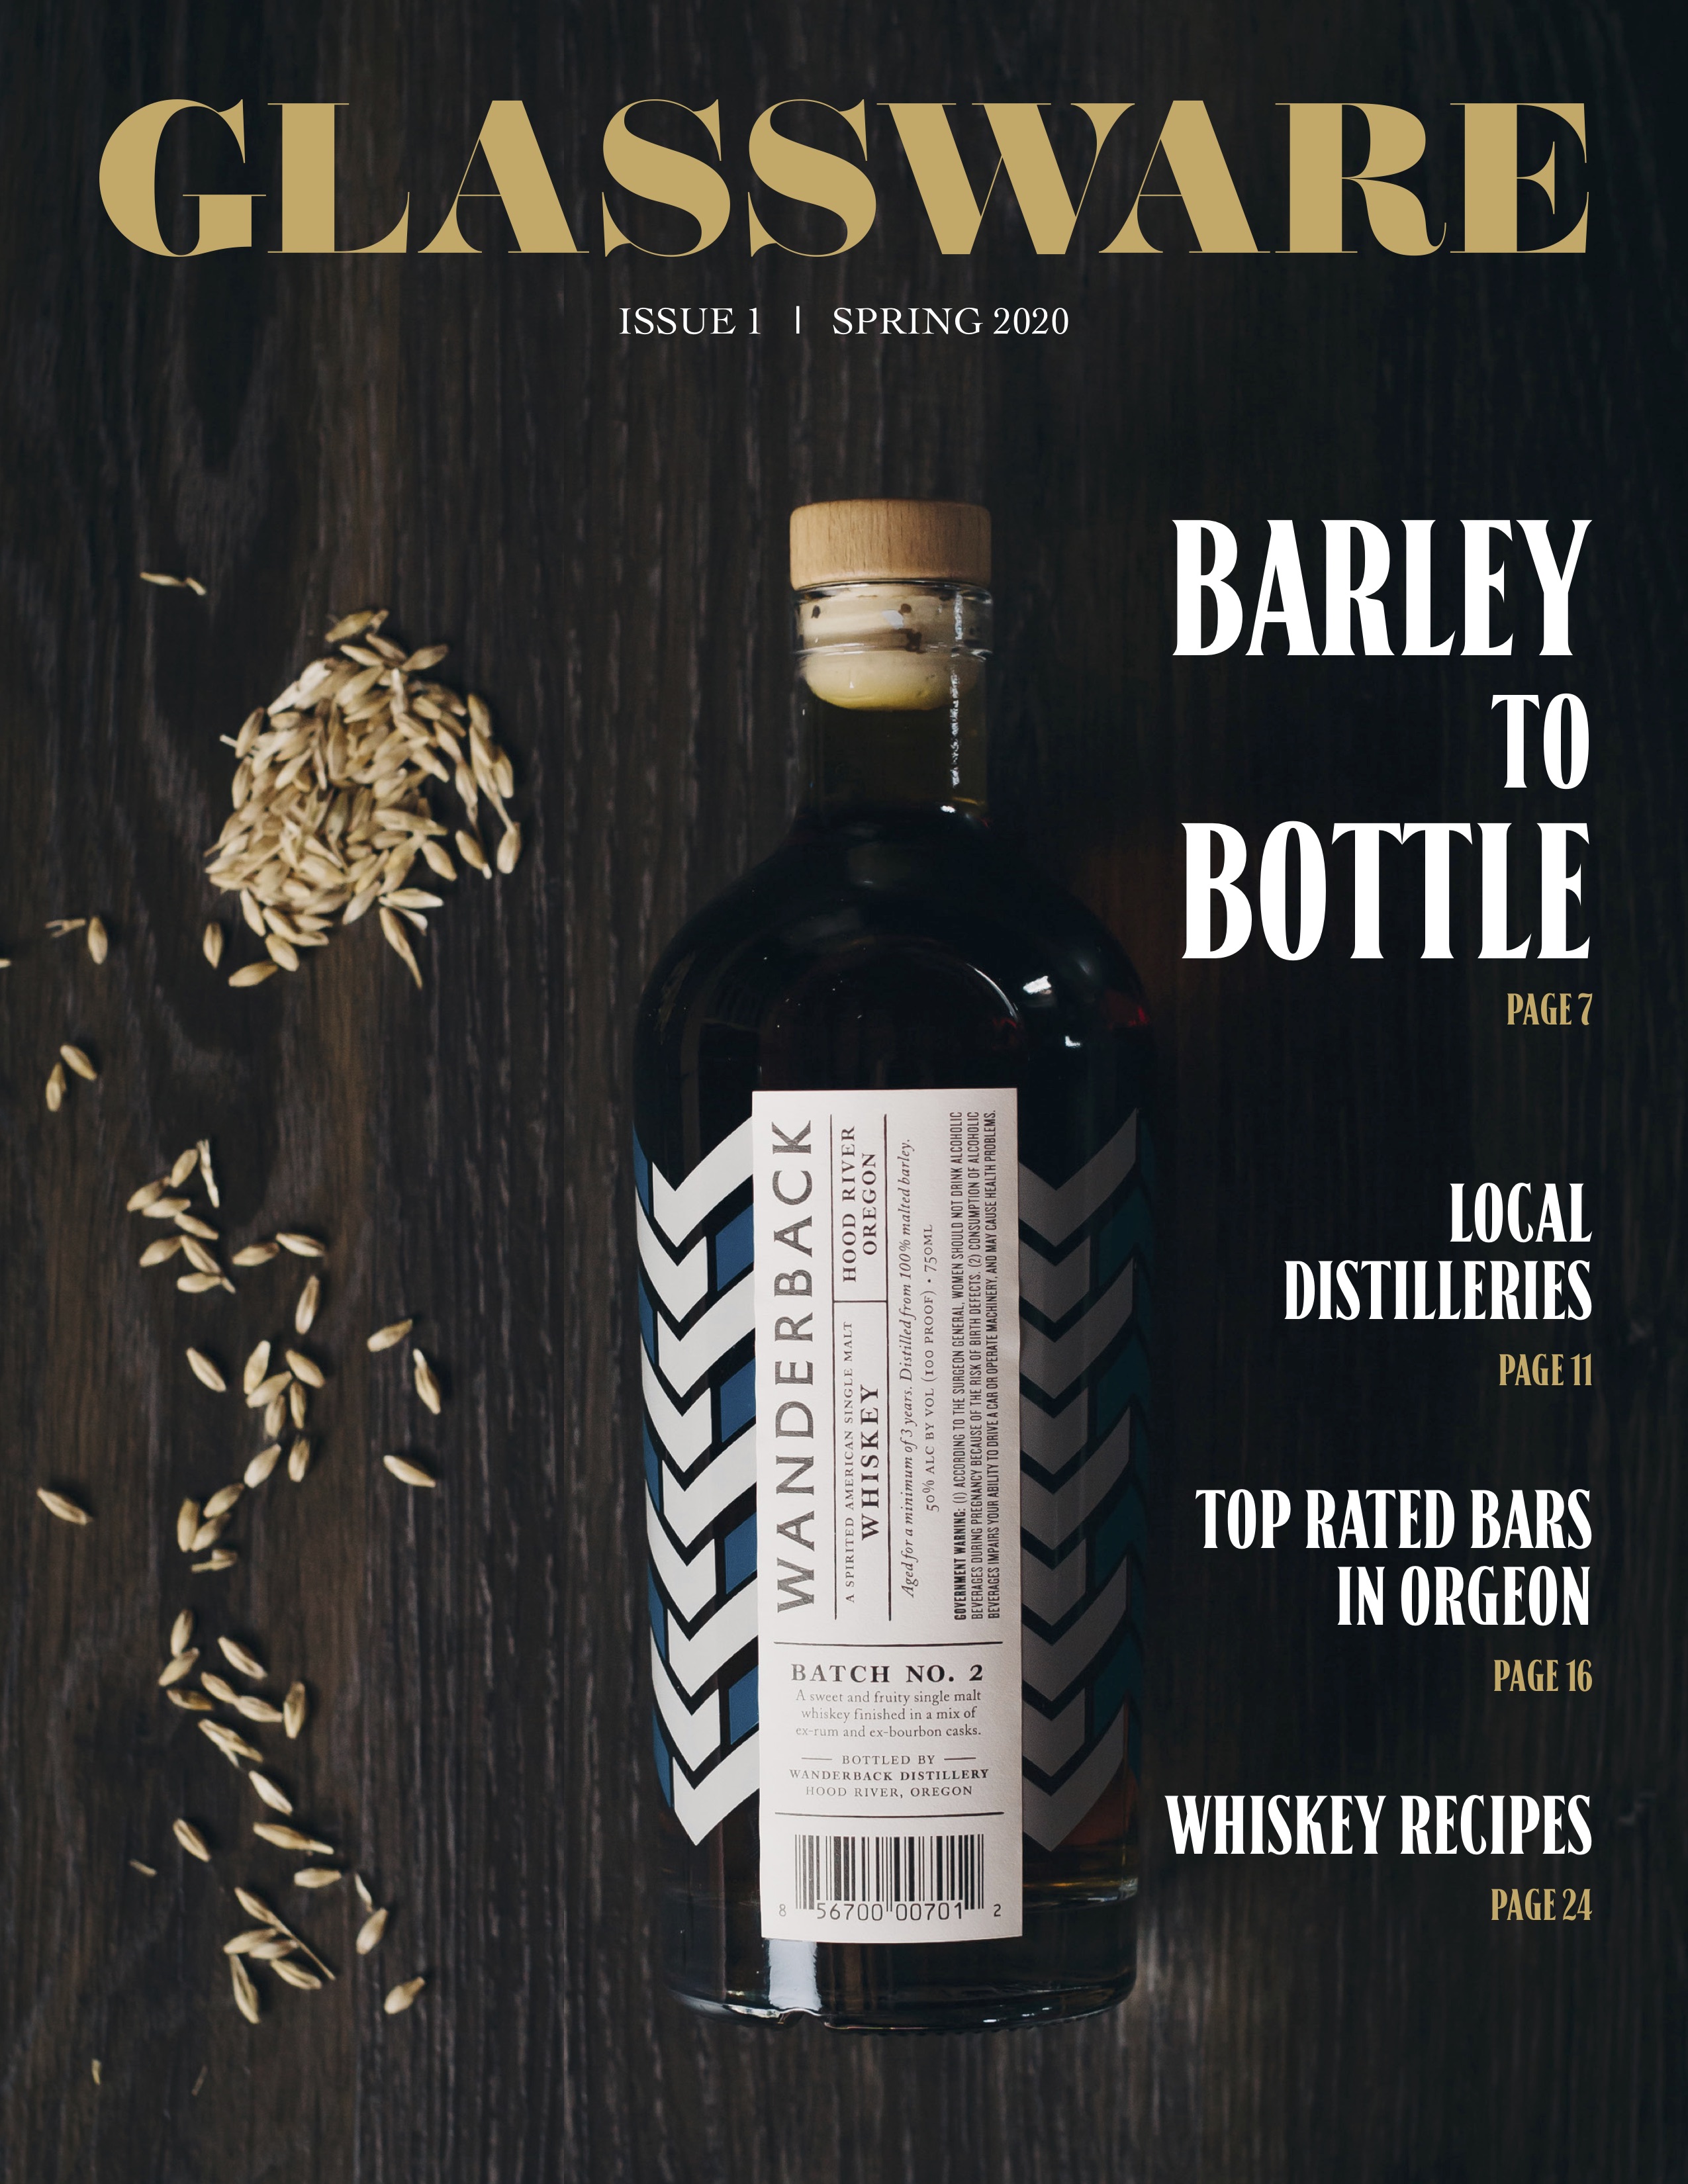 GLASSWARE
ISSUE 1 | SPRING 2020
BARLEY
TO
BOTTLE
PAGE 7
LOCAL
DISTILLERIES
PAGE 11
TOP RATED BARS
IN ORGEON
PAGE 16
WHISKEY RECIPES
PAGE 24
WANDERBACK
A SPIRITED AMERICAN SINGLE MALT
WHISKEY
HOOD RIVER
OREGON
Aged for a minimum of 3 years. Distilled from 100% malted barley.
50% ALC BY VOL (100 PROOF) • 750ML
GOVERNMENT WARNING: (1) ACCORDING TO THE SURGEON GENERAL, WOMEN SHOULD NOT DRINK ALCOHOLIC
BEVERAGES DURING PREGNANCY BECAUSE OF THE RISK OF BIRTH DEFECTS. (2) CONSUMPTION OF ALCOHOLIC
BEVERAGES IMPAIRS YOUR ABILITY TO DRIVE A CAR OR OPERATE MACHINERY, AND MAY CAUSE HEALTH PROBLEMS.
BATCH NO. 2
A sweet and fruity single malt
whiskey finished in a mix of
ex-rum and ex-bourbon casks.
BOTTLED BY
WANDERBACK DISTILLERY
HOOD RIVER, OREGON
8 56700 00701 2